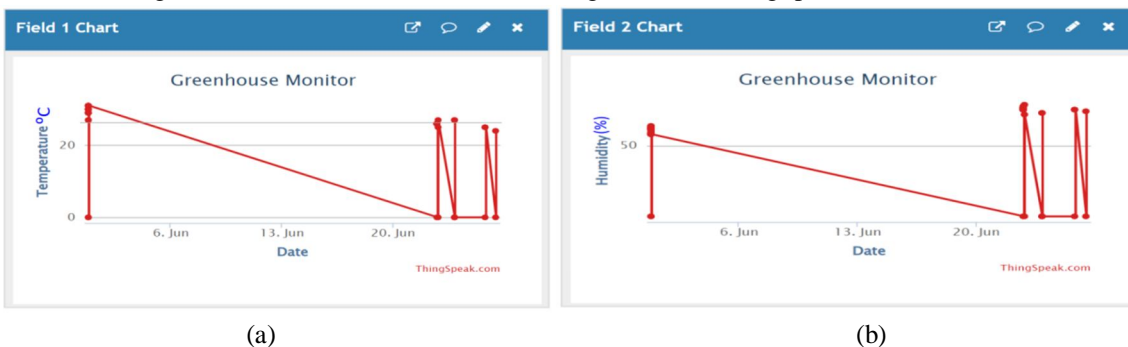 Field 1 Chart
Greenhouse Monitor
Temperature°C
20
0
6. Jun 13. Jun 20. Jun
Date
ThingSpeak.com
(a)
Field 2 Chart
Greenhouse Monitor
Humidity(%)
50
6. Jun 13. Jun 20. Jun
Date
ThingSpeak.com
(b)